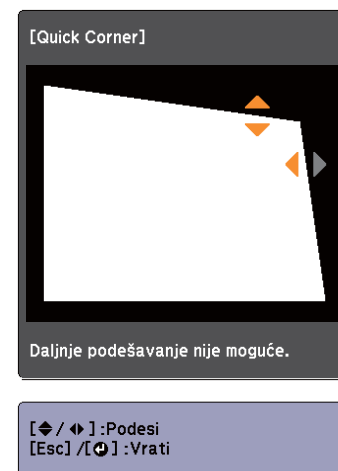 [Quick Corner]
Daljnje podešavanje nije moguće.
[ / ] :Podesi
[Esc] /[ ] :Vrati